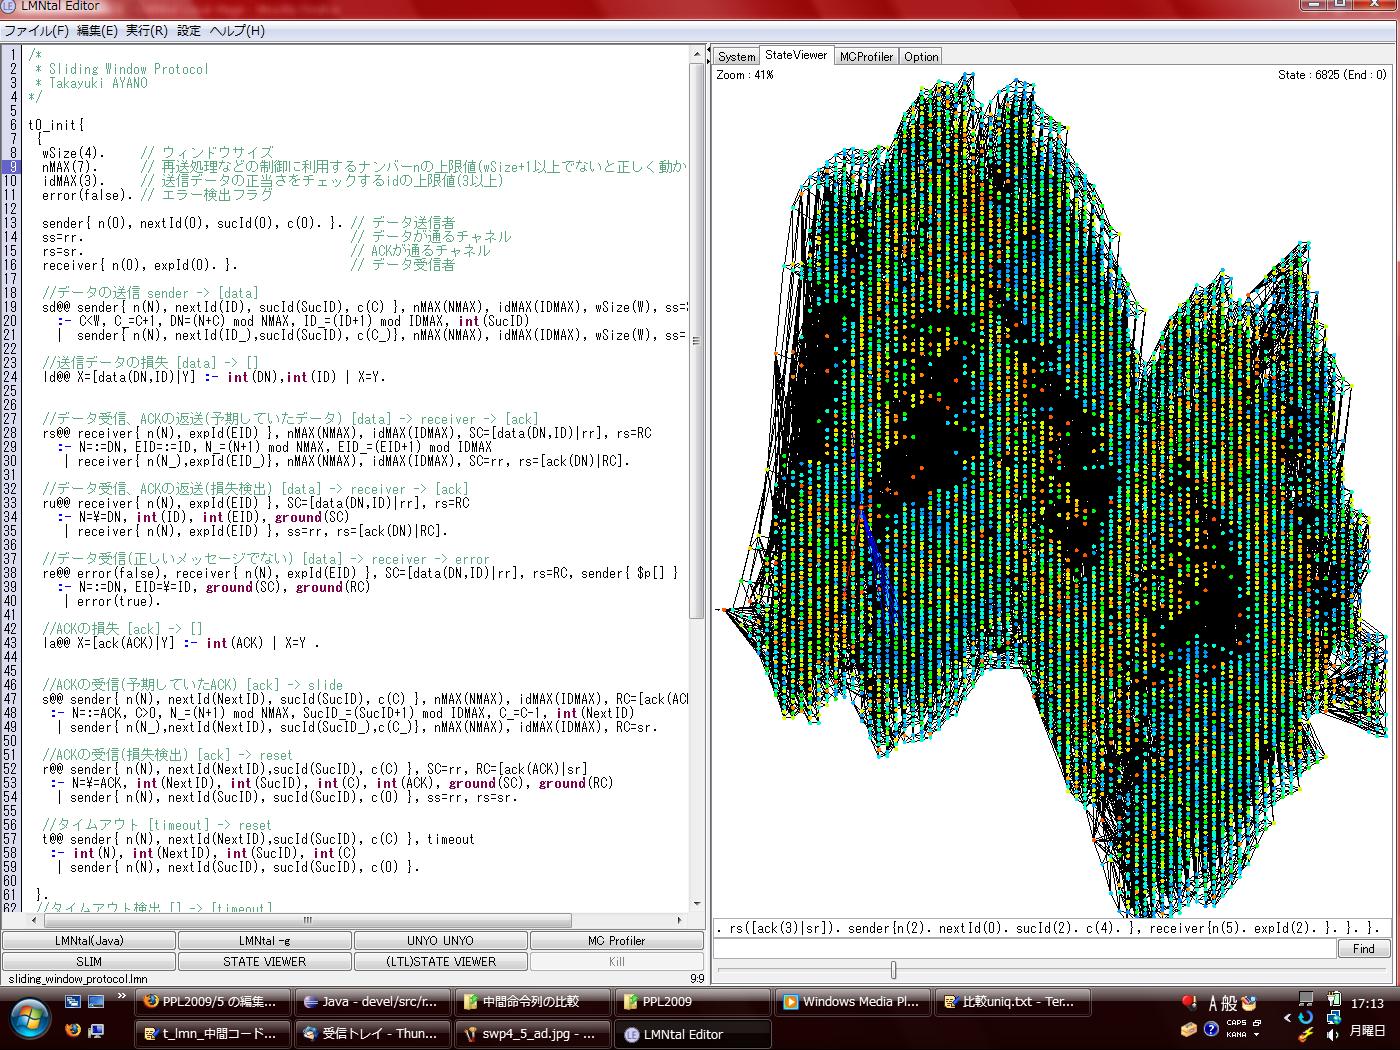 LMNtal Editor
ファイル(F) 編集(E) 実行(R) 設定 ヘルプ(H)
1 /*
2  * Sliding Window Protocol
3  * Takayuki AYANO
4 */
5
6 t0_init{
7  {
8   wSize(4).     // ウィンドウサイズ
9   nMAX(7).      // 再送処理などの制御に利用するナンバーnの上限値(wSize+1以上でないと正しく動か
10   idMAX(3).     // 送信データの正当さをチェックするidの上限値(3以上)
11   error(false). // エラー検出フラグ
12
13   sender{ n(0), nextId(0), sucId(0), c(0). }. // データ送信者
14   ss=rr.                                      // データが通るチャネル
15   rs=sr.                                      // ACKが通るチャネル
16   receiver{ n(0), expId(0). }.                // データ受信者
17
18   //データの送信 sender -> [data]
19   sd@@ sender{ n(N), nextId(ID), sucId(SucID), c(C) }, nMAX(NMAX), idMAX(IDMAX), wSize(W), ss=S
20     :- C<W, C_=C+1, DN=(N+C) mod NMAX, ID_=(ID+1) mod IDMAX, int(SucID)
21     |  sender{ n(N), nextId(ID_),sucId(SucID), c(C_)}, nMAX(NMAX), idMAX(IDMAX), wSize(W), ss=
22
23   //送信データの損失 [data] -> []
24   ld@@ X=[data(DN,ID)|Y] :- int(DN),int(ID) | X=Y.
25
26
27   //データ受信、ACKの返送(予期していたデータ) [data] -> receiver -> [ack]
28   rs@@ receiver{ n(N), expId(EID) }, nMAX(NMAX), idMAX(IDMAX), SC=[data(DN,ID)|rr], rs=RC
29     :- N=:=DN, EID=:=ID, N_=(N+1) mod NMAX, EID_=(EID+1) mod IDMAX
30      | receiver{ n(N_),expId(EID_)}, nMAX(NMAX), idMAX(IDMAX), SC=rr, rs=[ack(DN)|RC].
31
32   //データ受信、ACKの返送(損失検出) [data] -> receiver -> [ack]
33   ru@@ receiver{ n(N), expId(EID) }, SC=[data(DN,ID)|rr], rs=RC
34     :- N=¥=DN, int(ID), int(EID), ground(SC)
35      | receiver{ n(N), expId(EID) }, ss=rr, rs=[ack(DN)|RC].
36
37   //データ受信(正しいメッセージでない) [data] -> receiver -> error
38   re@@ error(false), receiver{ n(N), expId(EID) }, SC=[data(DN,ID)|rr], rs=RC, sender{ $p[] }
39     :- N=:=DN, EID=¥=ID, ground(SC), ground(RC)
40      | error(true).
41
42   //ACKの損失 [ack] -> []
43   la@@ X=[ack(ACK)|Y] :- int(ACK) | X=Y .
44
45
46   //ACKの受信(予期していたACK) [ack] -> slide
47   s@@ sender{ n(N), nextId(NextID), sucId(SucID), c(C) }, nMAX(NMAX), idMAX(IDMAX), RC=[ack(ACK
48    :- N=:=ACK, C>0, N_=(N+1) mod NMAX, SucID_=(SucID+1) mod IDMAX, C_=C-1, int(NextID)
49     | sender{ n(N_),nextId(NextID), sucId(SucID_),c(C_)}, nMAX(NMAX), idMAX(IDMAX), RC=sr.
50
51   //ACKの受信(損失検出) [ack] -> reset
52   r@@ sender{ n(N), nextId(NextID),sucId(SucID), c(C) }, SC=rr, RC=[ack(ACK)|sr]
53    :- N=¥=ACK, int(NextID), int(SucID), int(C), int(ACK), ground(SC), ground(RC)
54     | sender{ n(N), nextId(SucID), sucId(SucID), c(0) }, ss=rr, rs=sr.
55
56   //タイムアウト [timeout] -> reset
57   t@@ sender{ n(N), nextId(NextID),sucId(SucID), c(C) }, timeout
58    :- int(N), int(NextID), int(SucID), int(C)
59     | sender{ n(N), nextId(SucID), sucId(SucID), c(0) }.
60
61  }.
62  //タイムアウト検出 [] -> [timeout]
LMNtal(Java) LMNtal -g UNYO UNYO MC Profiler
SLIM STATE VIEWER (LTL)STATE VIEWER Kill
sliding_window_protocol.lmn 9:9
System StateViewer MCProfiler Option
Zoom : 41% State : 6825 (End : 0)
. rs([ack(3)|sr]). sender{n(2). nextId(0). sucId(2). c(4). }, receiver{n(5). expId(2). }. }. }.
Find
PPL2009/5 の編集... Java - devel/src/r... 中間命令列の比較 PPL2009 Windows Media Pl... 比較uniq.txt - Ter...
t_lmn_中間コード... 受信トレイ - Thun... swp4_5_ad.jpg - ... LMNtal Editor
A 般
CAPS
KANA
17:13
月曜日